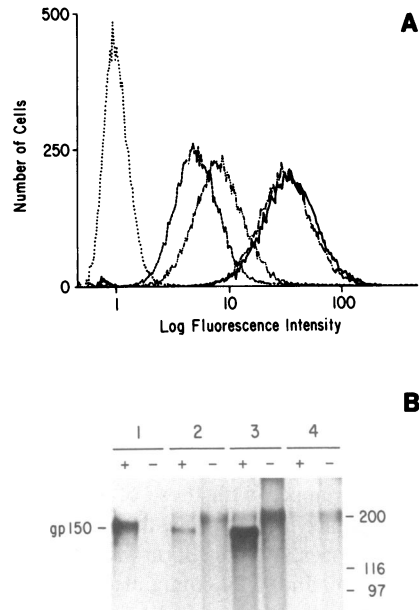 A
500
250
0
Number of Cells
1 10 100
Log Fluorescence Intensity
B
1 2 3 4
+ − + − + − + −
gp150 –
– 200
– 116
– 97